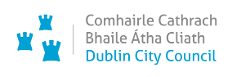 Comhairle Cathrach
Bhaile Átha Cliath
Dublin City Council